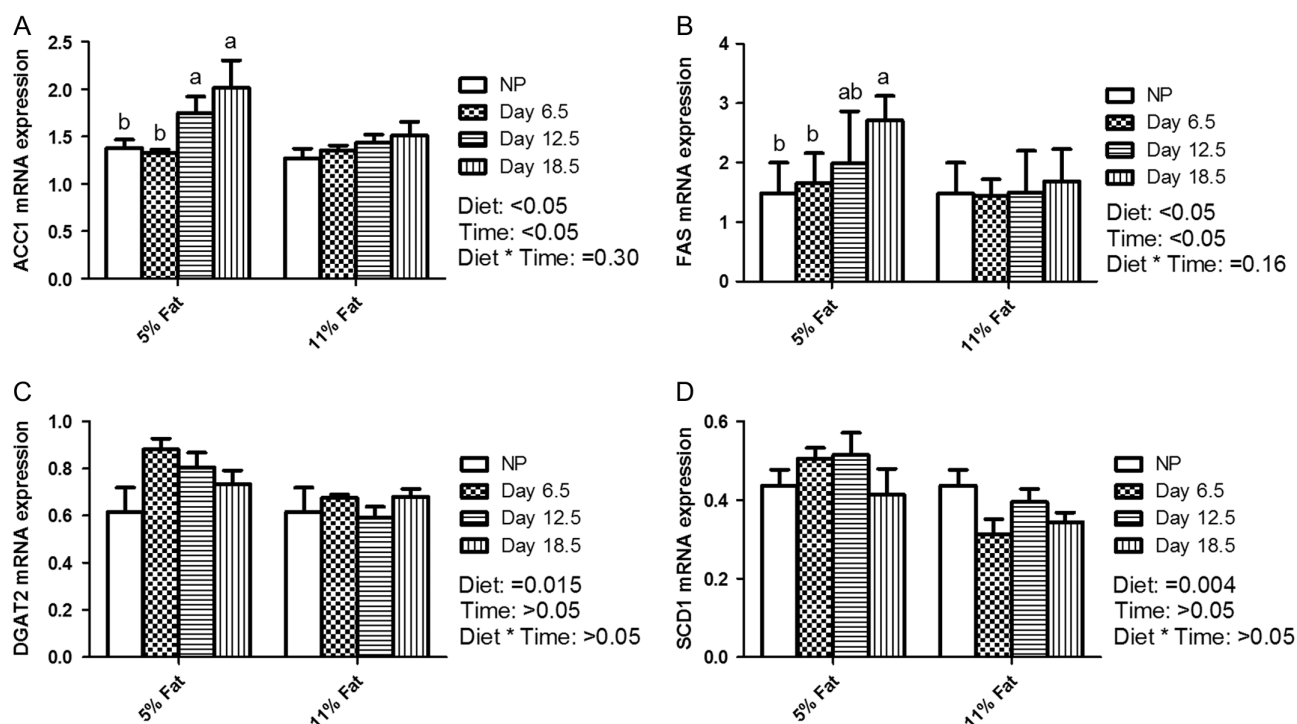 A
ACC1 mRNA expression
2.5
2.0
1.5
1.0
0.5
0.0
b
b
a
a
5% Fat
11% Fat
NP
Day 6.5
Day 12.5
Day 18.5
Diet: <0.05
Time: <0.05
Diet * Time: =0.30
B
FAS mRNA expression
4
3
2
1
0
b
b
ab
a
5% Fat
11% Fat
NP
Day 6.5
Day 12.5
Day 18.5
Diet: <0.05
Time: <0.05
Diet * Time: =0.16
C
DGAT2 mRNA expression
1.0
0.8
0.6
0.4
0.2
0.0
5% Fat
11% Fat
NP
Day 6.5
Day 12.5
Day 18.5
Diet: =0.015
Time: >0.05
Diet * Time: >0.05
D
SCD1 mRNA expression
0.6
0.4
0.2
0.0
5% Fat
11% Fat
NP
Day 6.5
Day 12.5
Day 18.5
Diet: =0.004
Time: >0.05
Diet * Time: >0.05